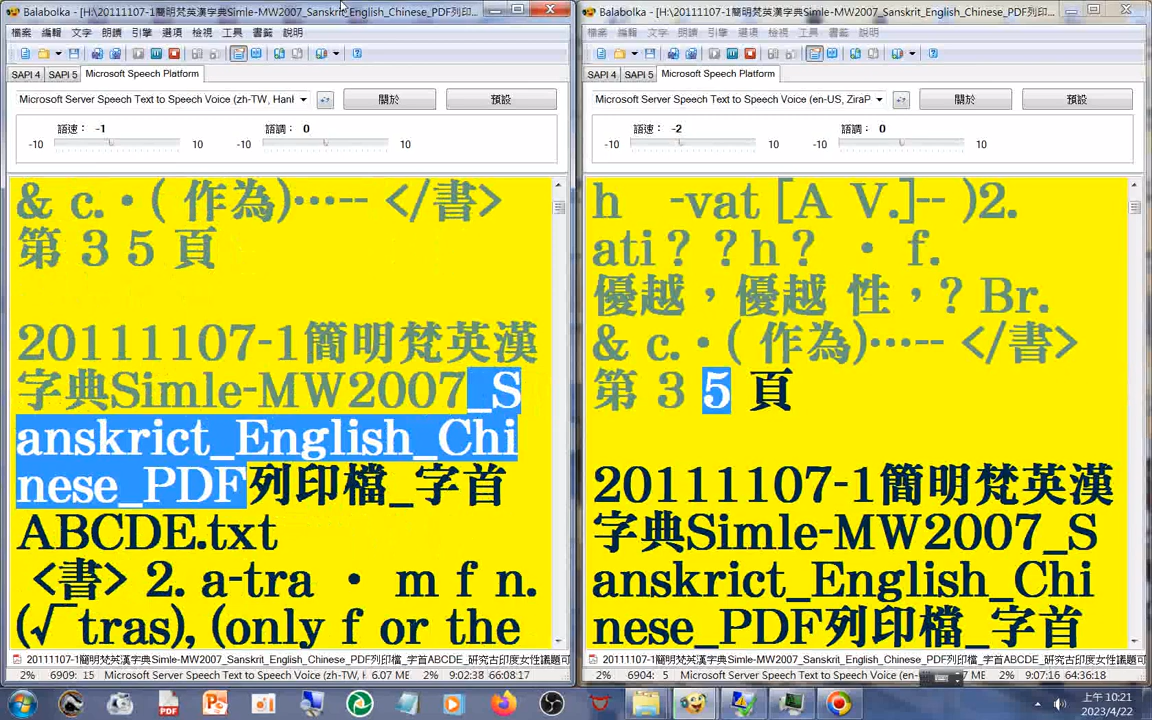 Balabolka - [H:\20111107-1簡明梵英漢字典Simle-MW2007_Sanskrit_English_Chinese_PDF列印...
檔案 編輯 文字 朗讀 引擎 選項 檢視 工具 書籤 說明
SAPI 4 SAPI 5 Microsoft Speech Platform
Microsoft Server Speech Text to Speech Voice (zh-TW, HanH 關於 預設
語速： -1 語調： 0
-10 10 -10 10
& c.・( 作為)⋯-- </書>
第 3 5 頁
20111107-1簡明梵英漢
字典Simle-MW2007_S
anskrict_English_Chi
nese_PDF列印檔_字首
ABCDE.txt
<書> 2. a-tra ・ m f n.
(√ tras), (only f or the
20111107-1簡明梵英漢字典Simle-MW2007_Sanskrit_English_Chinese_PDF列印檔_字首ABCDE_研究古印度女性議題可
2% 6909: 15 Microsoft Server Speech Text to Speech Voice (zh-TW, H 6.07 ME 2% 9:02:38 66:08:17
Balabolka - [H:\20111107-1簡明梵英漢字典Simle-MW2007_Sanskrit_English_Chinese_PDF列印...
檔案 編輯 文字 朗讀 引擎 選項 檢視 工具 書籤 說明
SAPI 4 SAPI 5 Microsoft Speech Platform
Microsoft Server Speech Text to Speech Voice (en-US, ZiraP 關於 預設
語速： -2 語調： 0
-10 10 -10 10
h -vat [A V.]-- )2.
ati？ ？h？ ・ f.
優越，優越 性，? Br.
& c.・( 作為)⋯-- </書>
第 3 5 頁
20111107-1簡明梵英漢
字典Simle-MW2007_S
anskrict_English_Chi
nese_PDF列印檔_字首
20111107-1簡明梵英漢字典Simle-MW2007_Sanskrit_English_Chinese_PDF列印檔_字首ABCDE_研究古印度女性議題可
2% 6904: 5 Microsoft Server Speech Text to Speech Voice (en-U ME 2% 9:07:16 64:36:18
上午 10:21
2023/4/22